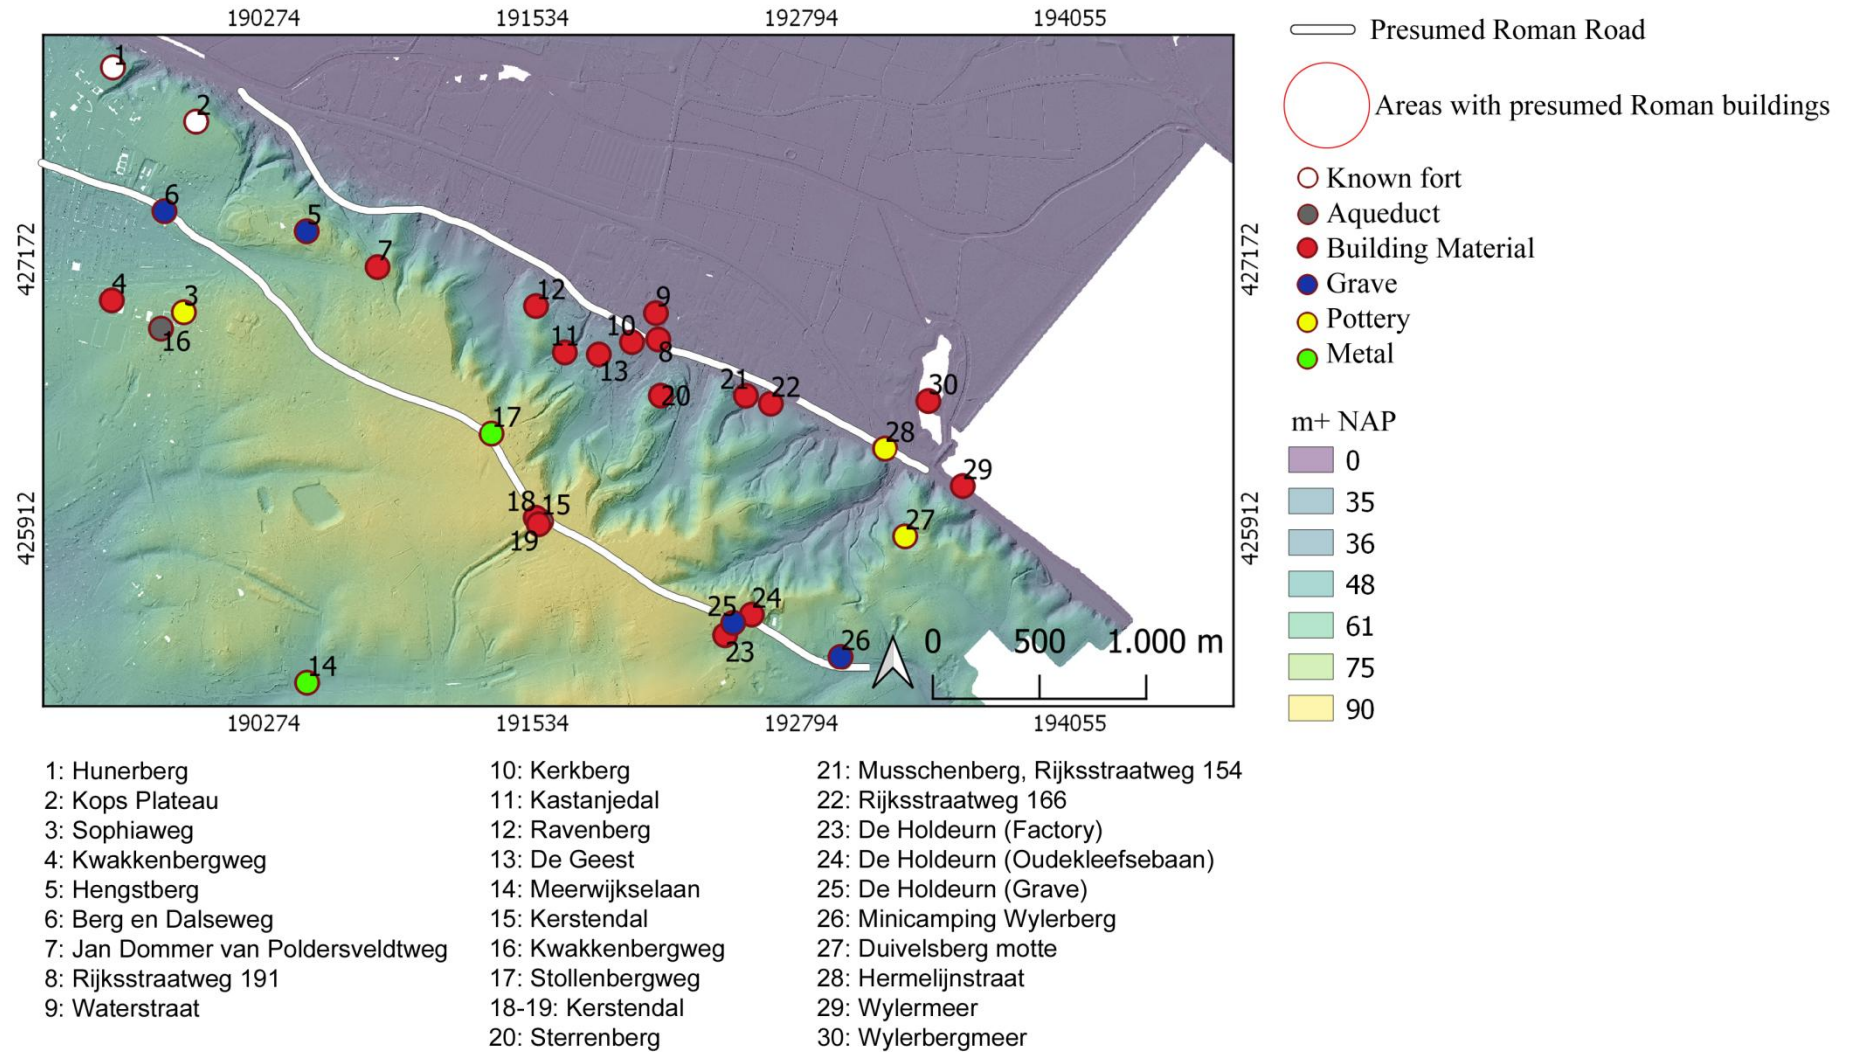 190274 191534 192794 194055
Presumed Roman Road
Areas with presumed Roman buildings
Known fort
Aqueduct
Building Material
Grave
Pottery
Metal
m+ NAP
0
35
36
48
61
75
90
427172
425912
427172
425912
1
2
6
5
7
4
3
16
12
9
10
8
11
13
20
21
22
30
17
28
29
18
15
19
27
25
24
23
26
14
0 500 1.000 m
190274 191534 192794 194055
1: Hunerberg
2: Kops Plateau
3: Sophiaweg
4: Kwakkenbergweg
5: Hengstberg
6: Berg en Dalseweg
7: Jan Dommer van Poldersveldtweg
8: Rijksstraatweg 191
9: Waterstraat
10: Kerkberg
11: Kastanjedal
12: Ravenberg
13: De Geest
14: Meerwijkselaan
15: Kerstendal
16: Kwakkenbergweg
17: Stollenbergweg
18-19: Kerstendal
20: Sterrenberg
21: Musschenberg, Rijksstraatweg 154
22: Rijksstraatweg 166
23: De Holdeurn (Factory)
24: De Holdeurn (Oudekleefsebaan)
25: De Holdeurn (Grave)
26: Minicamping Wylerberg
27: Duivelsberg motte
28: Hermelijnstraat
29: Wylermeer
30: Wylerbergmeer